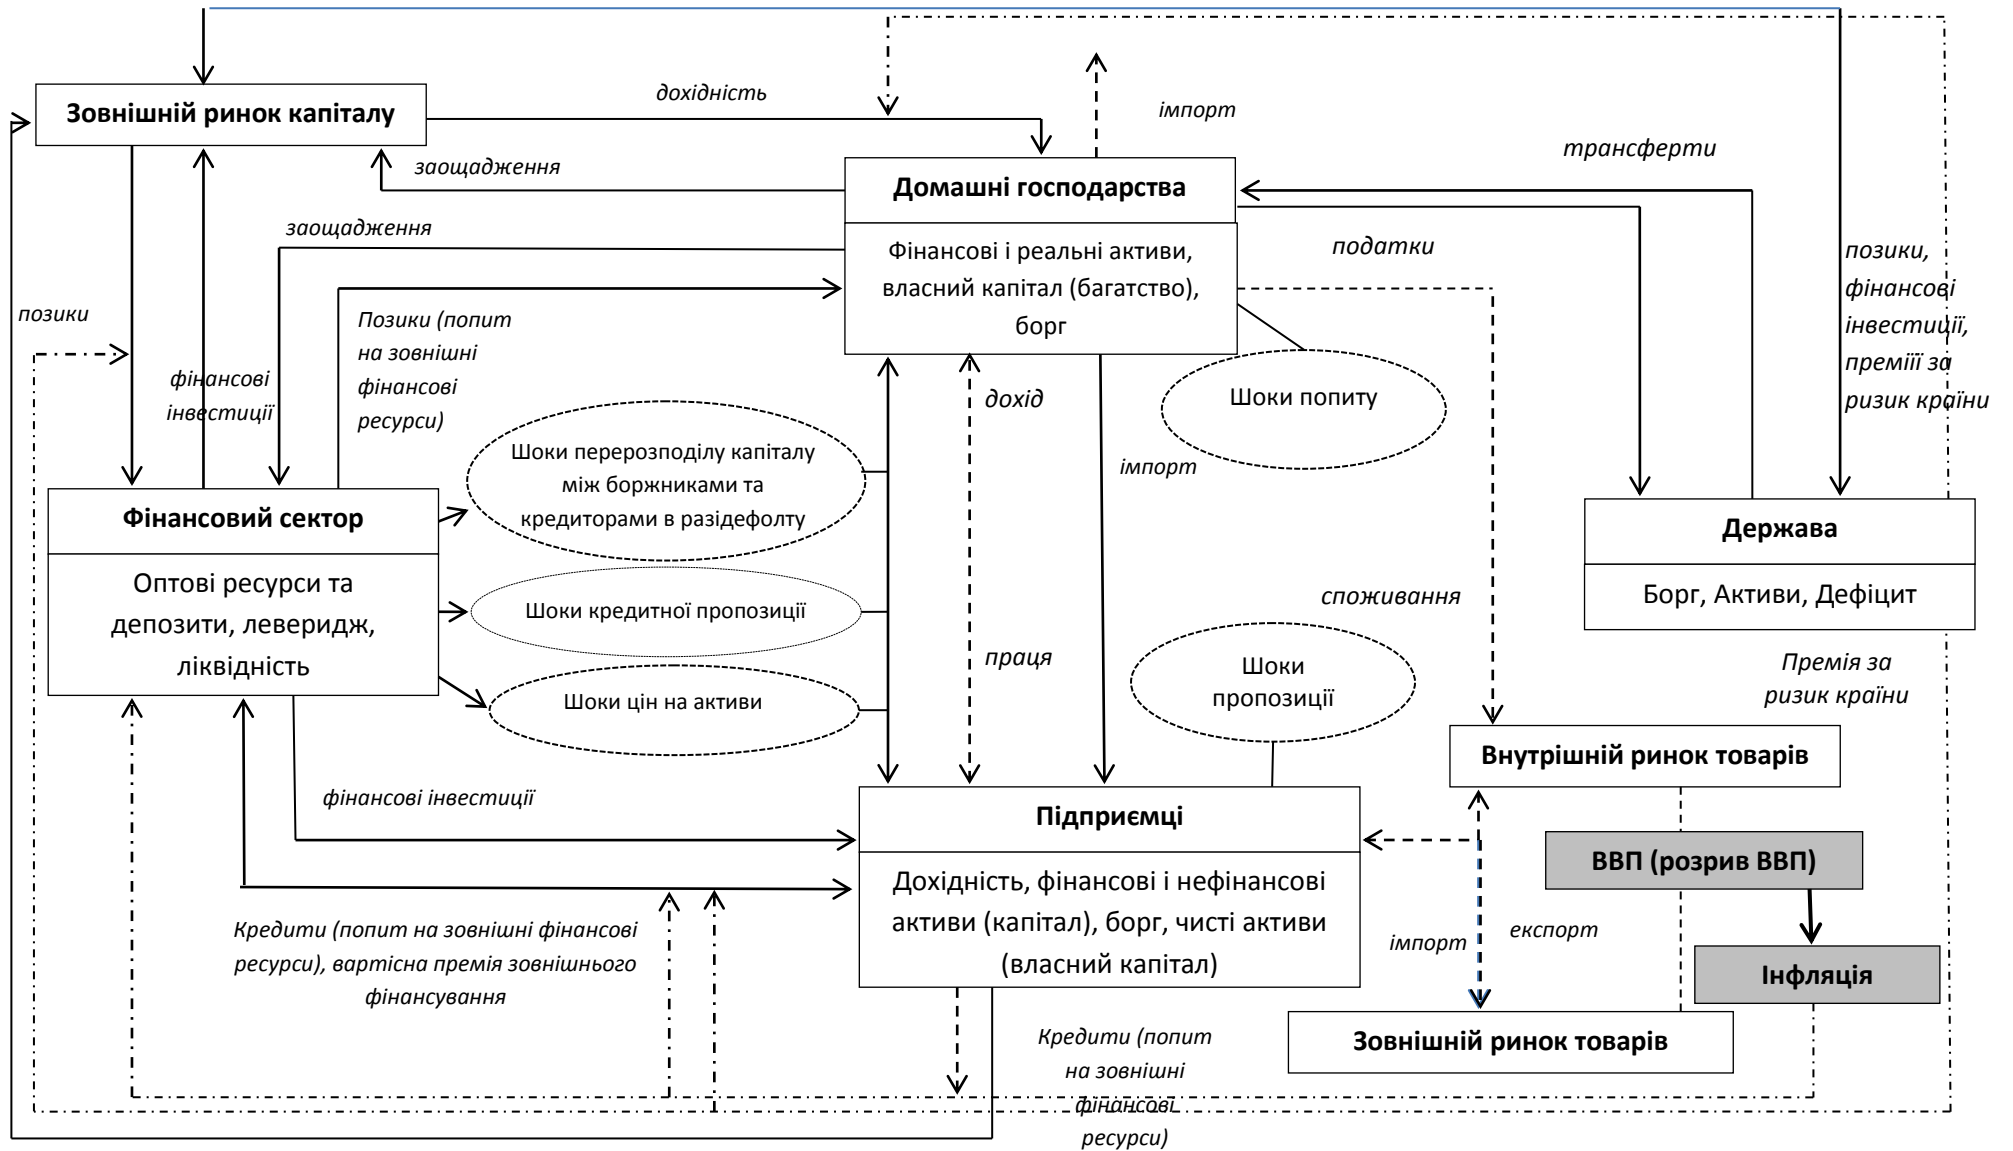 дохідність
імпорт
Зовнішній ринок капіталу
трансферти
заощадження
Домашні господарства
заощадження
податки
Фінансові і реальні активи,
власний капітал (багатство),
борг
позики,
фінансові
інвестиції,
преміії за
ризик країни
позики
Позики (попит
на зовнішні
фінансові
ресурси)
фінансові
інвестиції
дохід
Шоки попиту
Шоки перерозподілу капіталу
між боржниками та
кредиторами в разідефолту
імпорт
Фінансовий сектор
Оптові ресурси та
депозити, леверидж,
ліквідність
Держава
Борг, Активи, Дефіцит
Шоки кредитної пропозиції
споживання
праця
Шоки
пропозиції
Премія за
ризик країни
Шоки цін на активи
Внутрішній ринок товарів
фінансові інвестиції
Підприємці
Дохідність, фінансові і нефінансові
активи (капітал), борг, чисті активи
(власний капітал)
ВВП (розрив ВВП)
Кредити (попит на зовнішні фінансові
ресурси), вартісна премія зовнішнього
фінансування
імпорт
експорт
Інфляція
Зовнішній ринок товарів
Кредити (попит
на зовнішні
фінансові
ресурси)